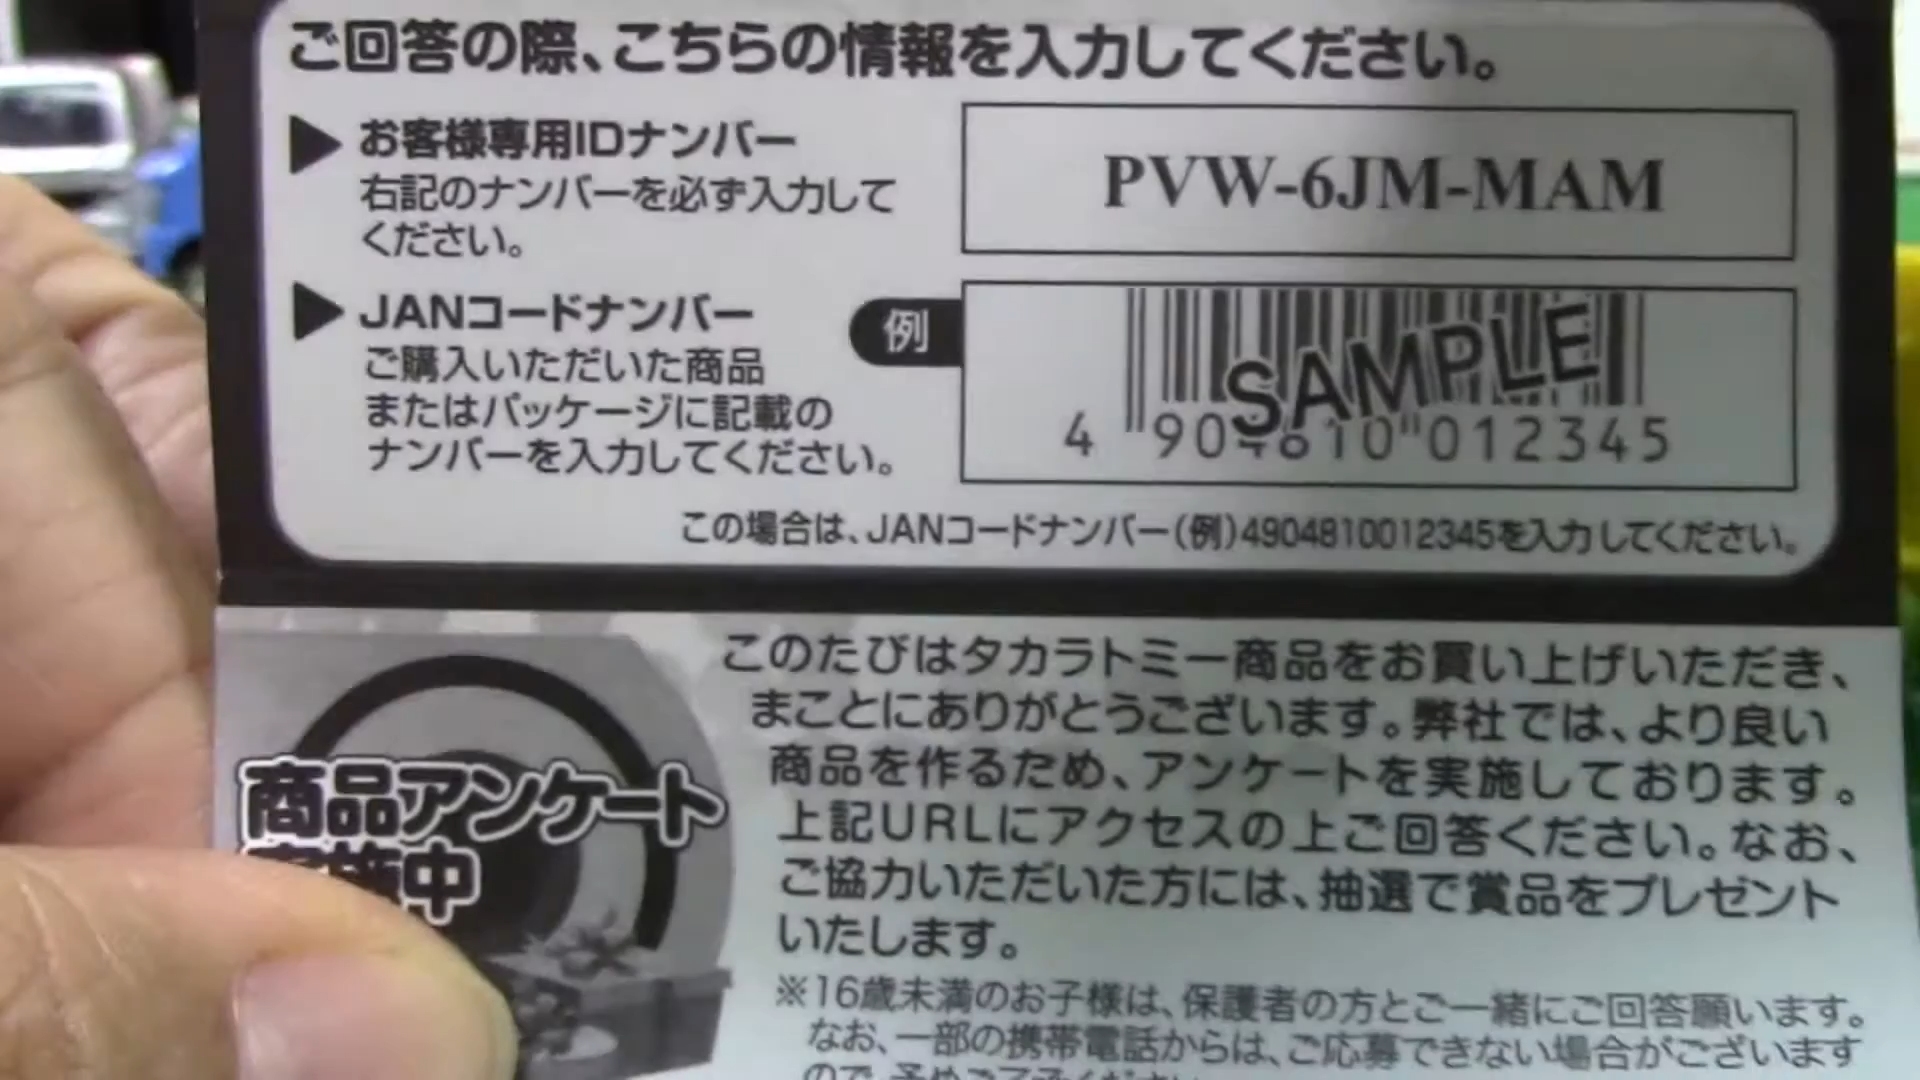 ご回答の際、こちらの情報を入力してください。
お客様専用IDナンバー
右記のナンバーを必ず入力して
ください。
PVW-6JM-MAM
JANコードナンバー
ご購入いただいた商品
またはパッケージに記載の
ナンバーを入力してください。
例
SAMPLE
4 904810 012345
この場合は、JANコードナンバー(例)4904810012345を入力してください。
商品アンケート
実施中
このたびはタカラトミー商品をお買い上げいただき、
まことにありがとうございます。弊社では、より良い
商品を作るため、アンケートを実施しております。
上記URLにアクセスの上ご回答ください。なお、
ご協力いただいた方には、抽選で賞品をプレゼント
いたします。
※16歳未満のお子様は、保護者の方とご一緒にご回答願います。
なお、一部の携帯電話からは、ご応募できない場合がございます